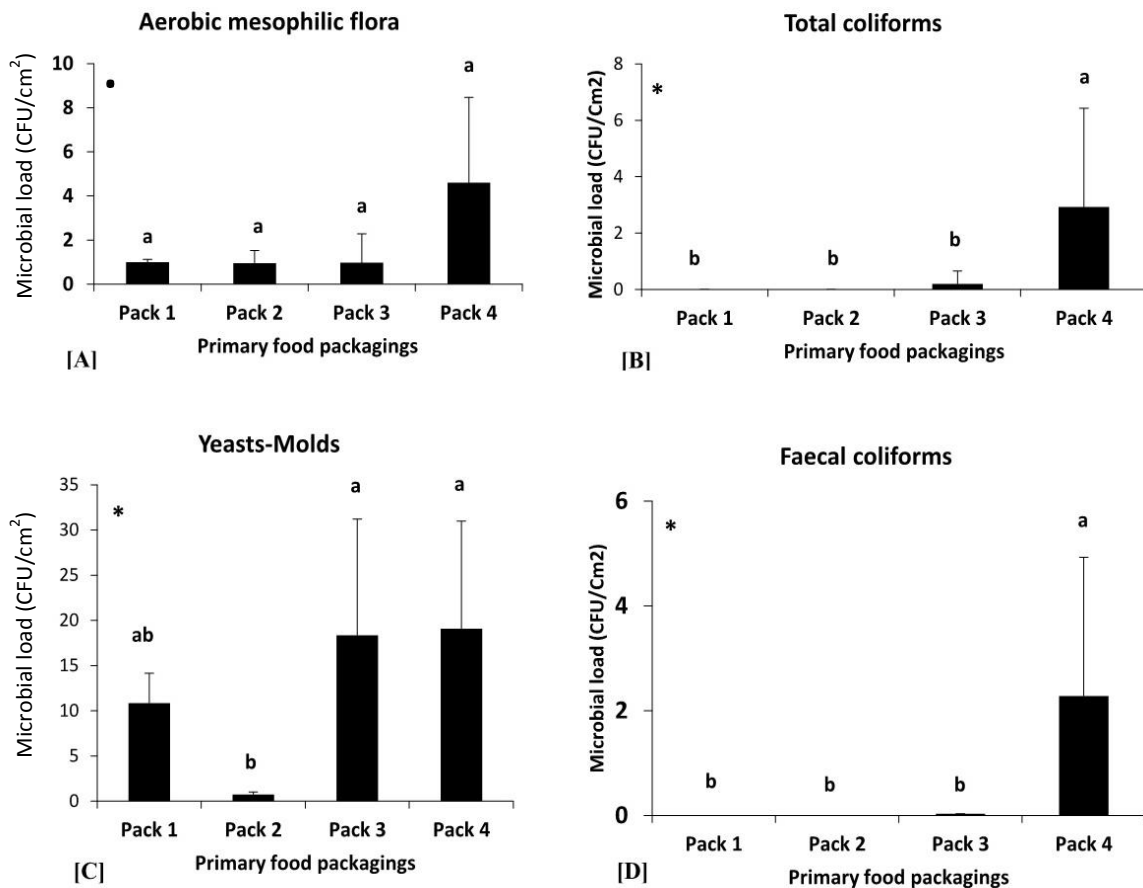 Aerobic mesophilic flora
Microbial load (CFU/cm²)
10
8
6
4
2
0
•
a
a
a
a
Pack 1 Pack 2 Pack 3 Pack 4
Primary food packagings
[A]
Total coliforms
Microbial load (CFU/Cm2)
8
6
4
2
0
*
b
b
b
a
Pack 1 Pack 2 Pack 3 Pack 4
Primary food packagings
[B]
Yeasts-Molds
Microbial load (CFU/cm²)
35
30
25
20
15
10
5
0
*
ab
b
a
a
Pack 1 Pack 2 Pack 3 Pack 4
Primary food packagings
[C]
Faecal coliforms
Microbial load (CFU/Cm2)
6
4
2
0
*
b
b
b
a
Pack 1 Pack 2 Pack 3 Pack 4
Primary food packagings
[D]